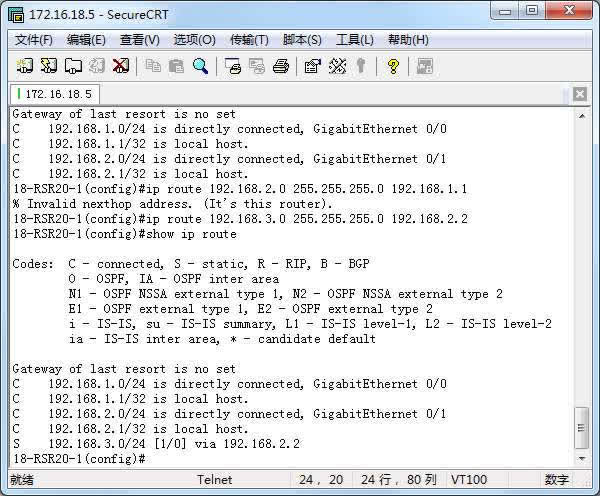 172.16.18.5 - SecureCRT
文件(F) 编辑(E) 查看(V) 选项(O) 传输(T) 脚本(S) 工具(L) 帮助(H)
172.16.18.5
Gateway of last resort is no set
C    192.168.1.0/24 is directly connected, GigabitEthernet 0/0
C    192.168.1.1/32 is local host.
C    192.168.2.0/24 is directly connected, GigabitEthernet 0/1
C    192.168.2.1/32 is local host.
18-RSR20-1(config)#ip route 192.168.2.0 255.255.255.0 192.168.1.1
% Invalid nexthop address. (It's this router).
18-RSR20-1(config)#ip route 192.168.3.0 255.255.255.0 192.168.2.2
18-RSR20-1(config)#show ip route
Codes:  C - connected, S - static, R - RIP, B - BGP
O - OSPF, IA - OSPF inter area
N1 - OSPF NSSA external type 1, N2 - OSPF NSSA external type 2
E1 - OSPF external type 1, E2 - OSPF external type 2
i - IS-IS, su - IS-IS summary, L1 - IS-IS level-1, L2 - IS-IS level-2
ia - IS-IS inter area, * - candidate default
Gateway of last resort is no set
C    192.168.1.0/24 is directly connected, GigabitEthernet 0/0
C    192.168.1.1/32 is local host.
C    192.168.2.0/24 is directly connected, GigabitEthernet 0/1
C    192.168.2.1/32 is local host.
S    192.168.3.0/24 [1/0] via 192.168.2.2
18-RSR20-1(config)#
就绪 Telnet 24, 20 24 行, 80 列 VT100 数字